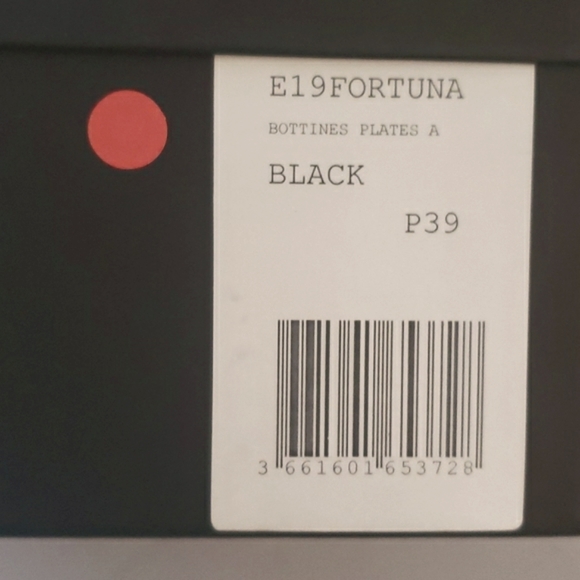 E19FORTUNA
BOTTINES PLATES A
BLACK
P39
3 661601 653728